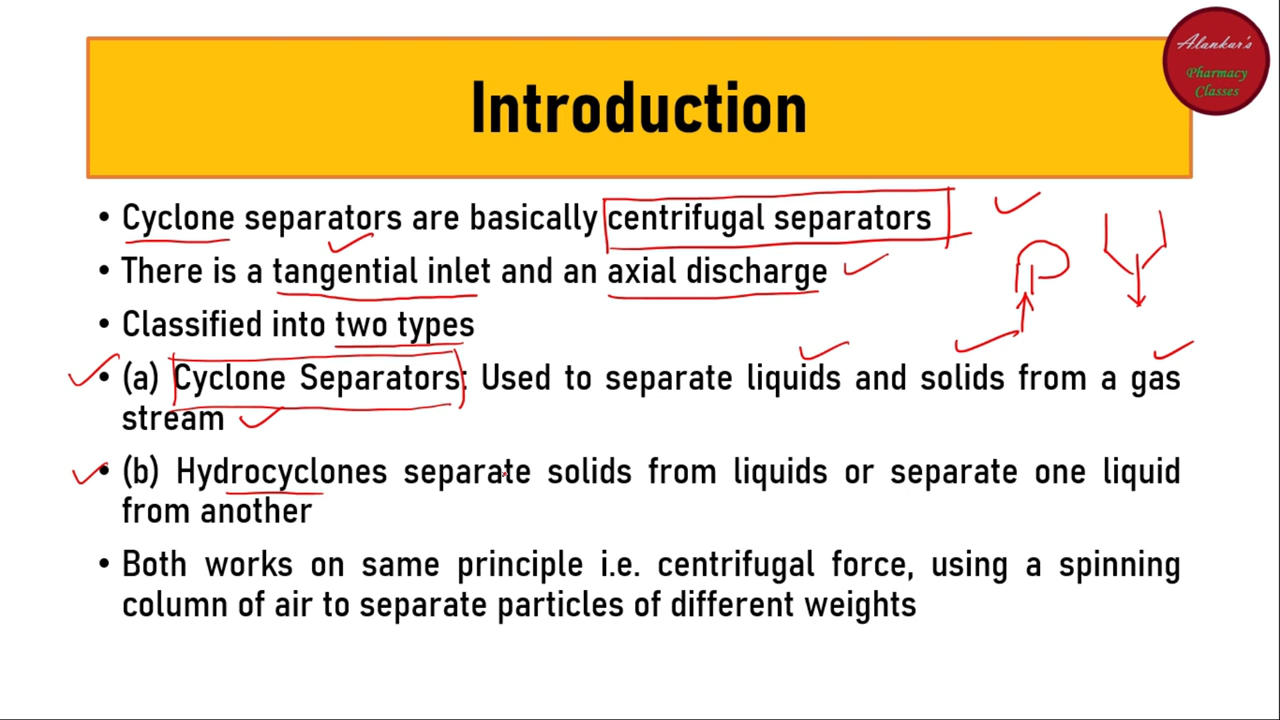 Alankar's
Pharmacy
Classes
Introduction
• Cyclone separators are basically centrifugal separators
• There is a tangential inlet and an axial discharge
• Classified into two types
• (a) Cyclone Separators: Used to separate liquids and solids from a gas
stream
• (b) Hydrocyclones separate solids from liquids or separate one liquid
from another
• Both works on same principle i.e. centrifugal force, using a spinning
column of air to separate particles of different weights